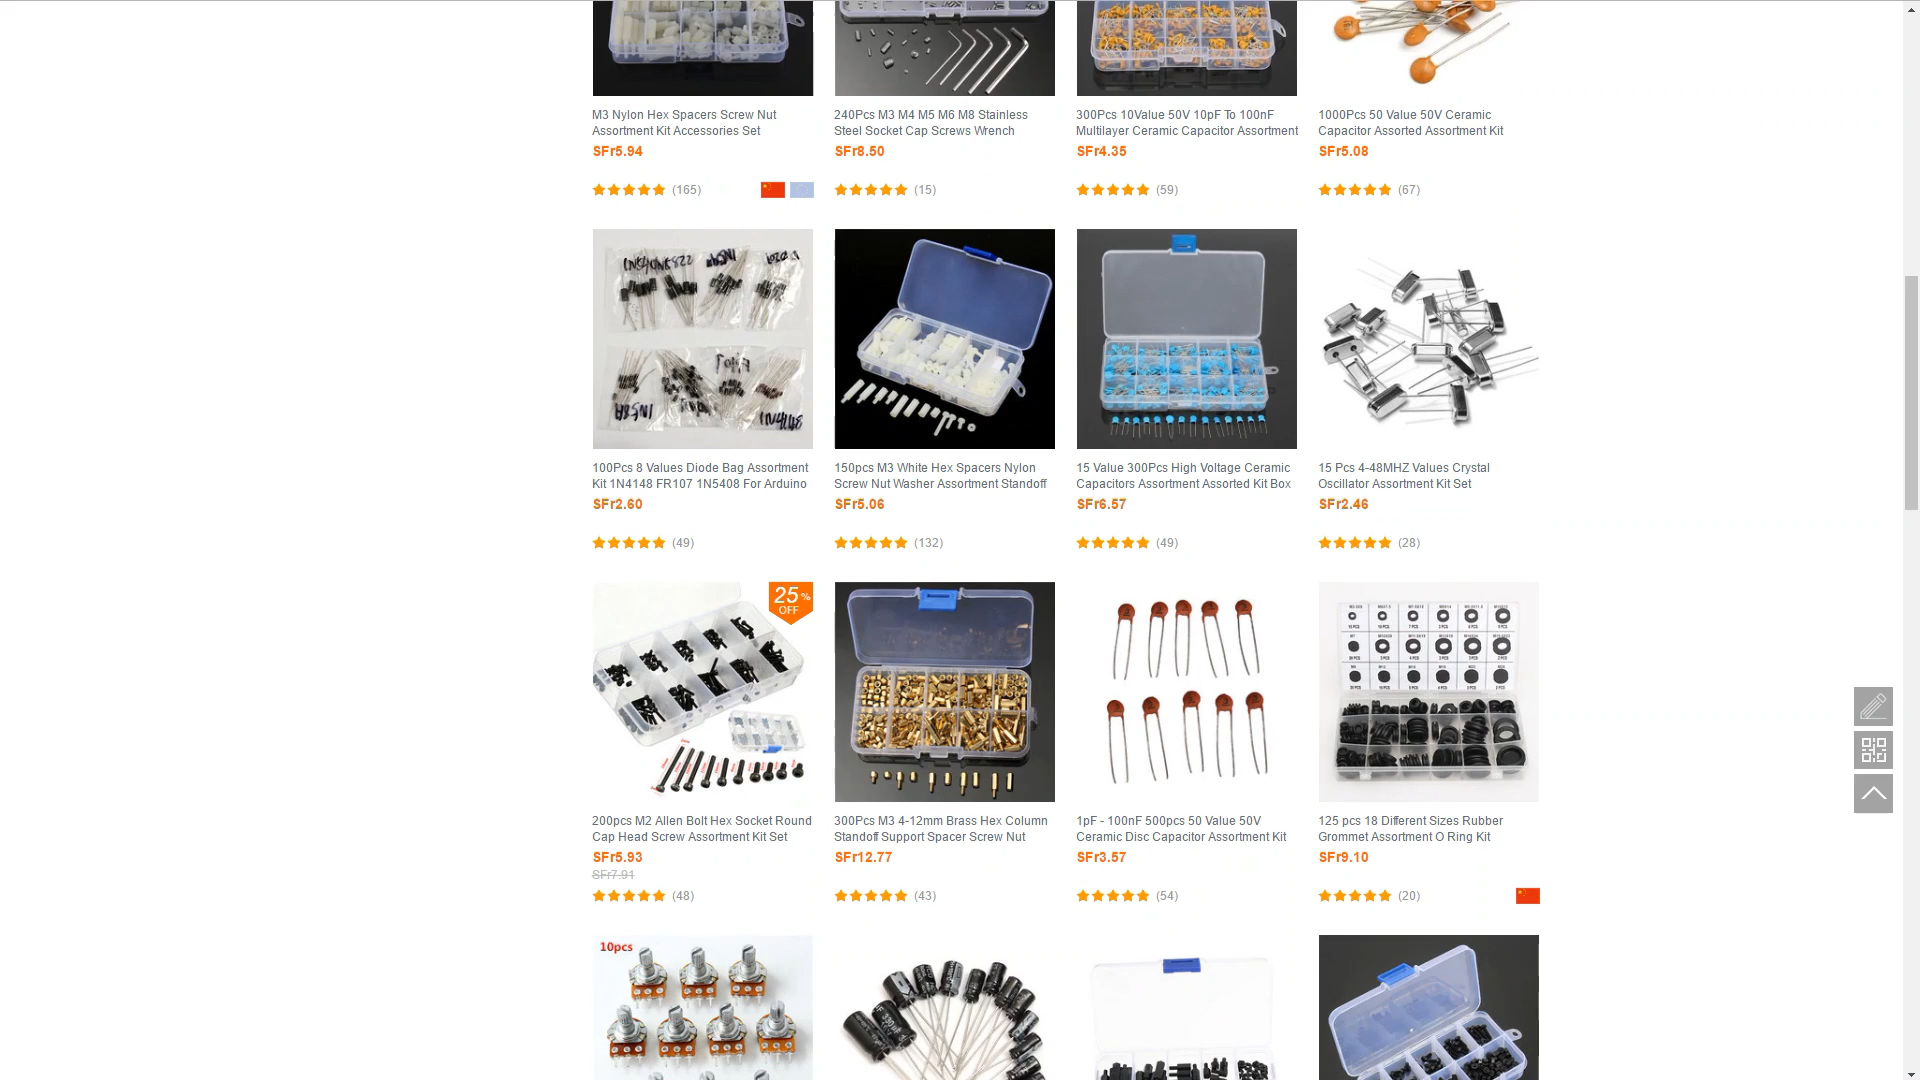 M3 Nylon Hex Spacers Screw Nut
Assortment Kit Accessories Set
SFr5.94
(165)
240Pcs M3 M4 M5 M6 M8 Stainless
Steel Socket Cap Screws Wrench
SFr8.50
(15)
300Pcs 10Value 50V 10pF To 100nF
Multilayer Ceramic Capacitor Assortment
SFr4.35
(59)
1000Pcs 50 Value 50V Ceramic
Capacitor Assorted Assortment Kit
SFr5.08
(67)
100Pcs 8 Values Diode Bag Assortment
Kit 1N4148 FR107 1N5408 For Arduino
SFr2.60
(49)
150pcs M3 White Hex Spacers Nylon
Screw Nut Washer Assortment Standoff
SFr5.06
(132)
15 Value 300Pcs High Voltage Ceramic
Capacitors Assortment Assorted Kit Box
SFr6.57
(49)
15 Pcs 4-48MHZ Values Crystal
Oscillator Assortment Kit Set
SFr2.46
(28)
25%
OFF
200pcs M2 Allen Bolt Hex Socket Round
Cap Head Screw Assortment Kit Set
SFr5.93
SFr7.91
(48)
300Pcs M3 4-12mm Brass Hex Column
Standoff Support Spacer Screw Nut
SFr12.77
(43)
1pF - 100nF 500pcs 50 Value 50V
Ceramic Disc Capacitor Assortment Kit
SFr3.57
(54)
125 pcs 18 Different Sizes Rubber
Grommet Assortment O Ring Kit
SFr9.10
(20)
10pcs